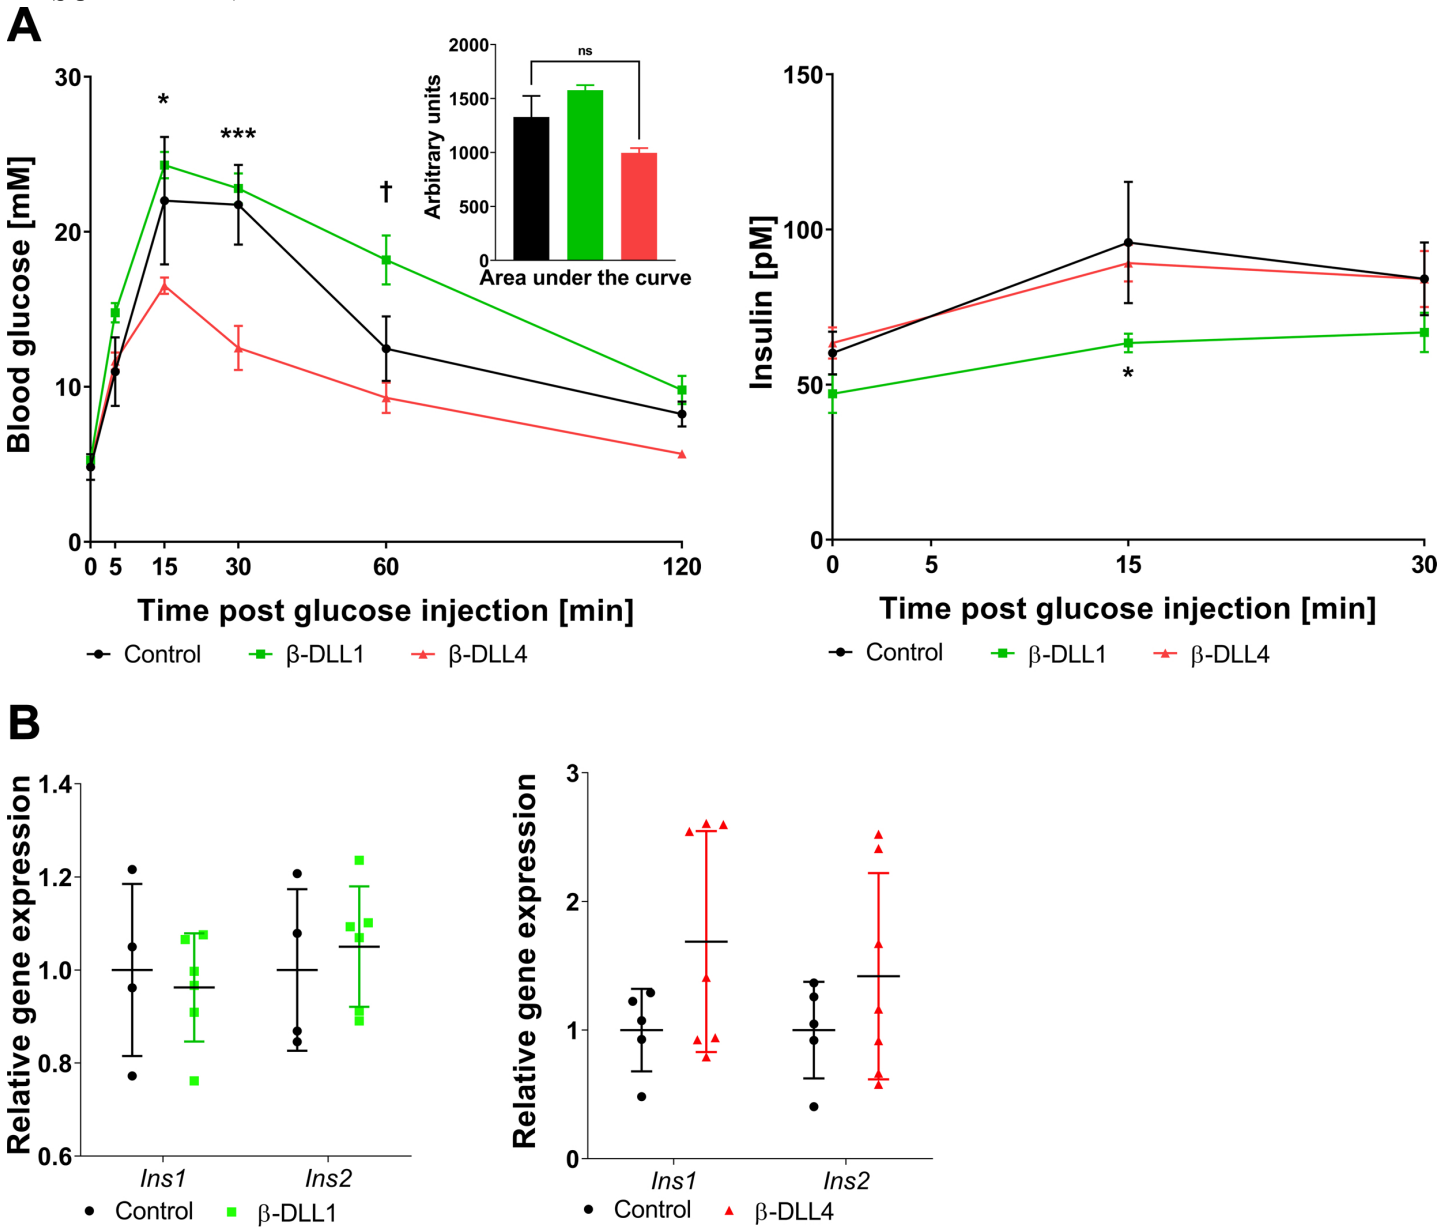 A
30
20
10
0
Blood glucose [mM]
*
***
†
0 5 15 30 60 120
Time post glucose injection [min]
Control β-DLL1 β-DLL4
2000
1500
1000
500
0
Arbitrary units
ns
Area under the curve
150
100
50
0
Insulin [pM]
*
0 5 15 30
Time post glucose injection [min]
Control β-DLL1 β-DLL4
B
1.4
1.2
1.0
0.8
0.6
Relative gene expression
Ins1 Ins2
Control β-DLL1
3
2
1
0
Relative gene expression
Ins1 Ins2
Control β-DLL4